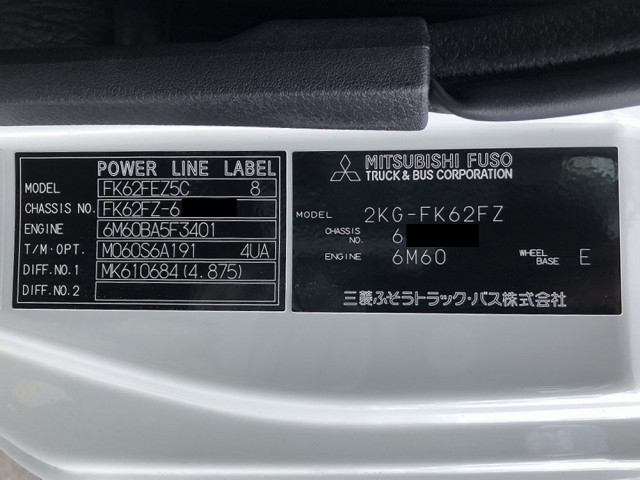 POWER LINE LABEL
MODEL FK62FEZ5C 8
CHASSIS NO. FK62FZ-6
ENGINE 6M60BA5F3401
T/M·OPT. M060S6A191 4UA
DIFF.NO.1 MK610684(4.875)
DIFF.NO.2
MITSUBISHI FUSO
TRUCK & BUS CORPORATION
MODEL 2KG-FK62FZ
CHASSIS NO. 6
ENGINE 6M60 WHEEL BASE E
三菱ふそうトラック・バス株式会社